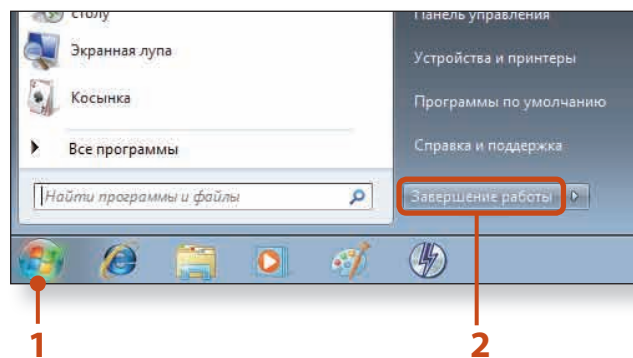 столу
Панель управления
Экранная лупа
Устройства и принтеры
Косынка
Программы по умолчанию
Все программы
Справка и поддержка
Найти программы и файлы
Завершение работы
1
2